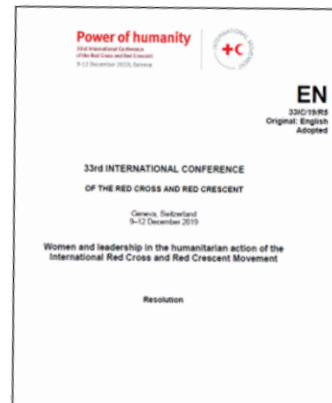 Power of humanity
33rd International Conference
of the Red Cross and Red Crescent
9-12 December 2019, Geneva
INTERNATIONAL MOVEMENT
EN
33IC/19/R5
Original: English
Adopted
33rd INTERNATIONAL CONFERENCE
OF THE RED CROSS AND RED CRESCENT
Geneva, Switzerland
9–12 December 2019
Women and leadership in the humanitarian action of the
International Red Cross and Red Crescent Movement
Resolution